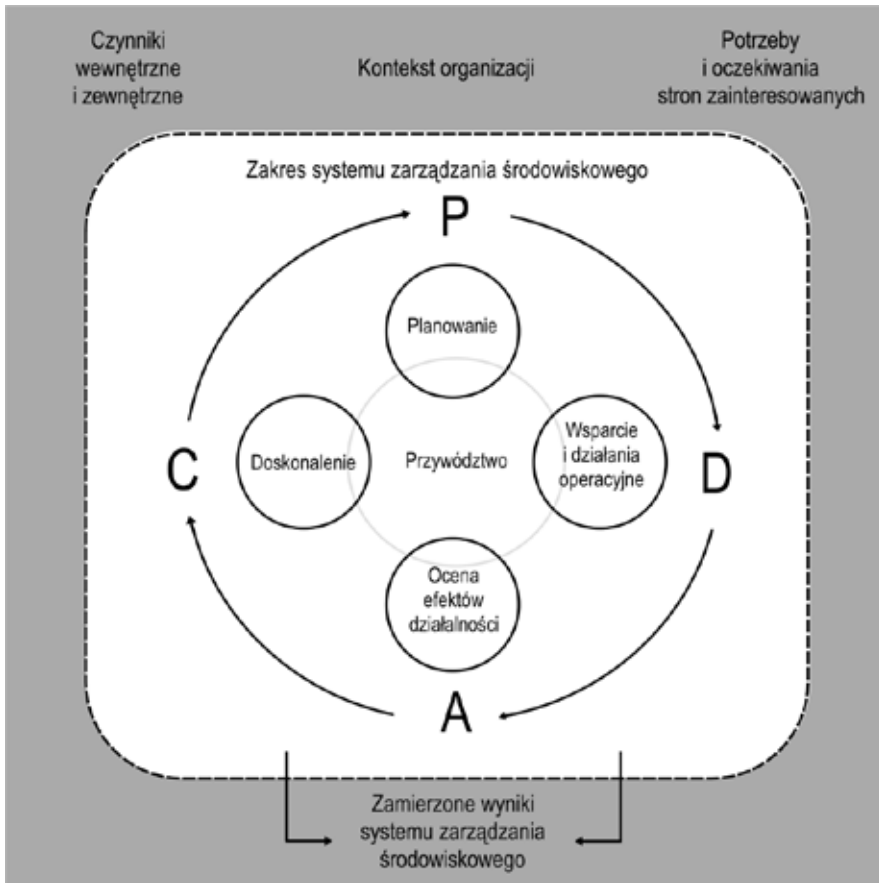 Czynniki
wewnętrzne
i zewnętrzne
Kontekst organizacji
Potrzeby
i oczekiwania
stron zainteresowanych
Zakres systemu zarządzania środowiskowego
P
Planowanie
C
Doskonalenie
Przywództwo
Wsparcie
i działania
operacyjne
D
Ocena
efektów
działalności
A
Zamierzone wyniki
systemu zarządzania
środowiskowego